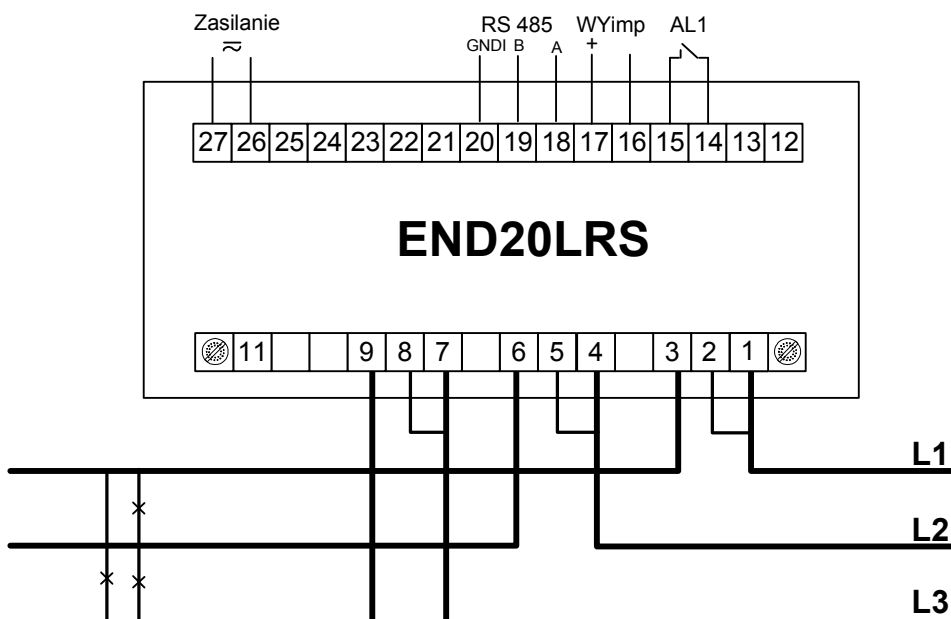 Zasilanie RS 485 WYimp AL1
GNDI B A +
27 26 25 24 23 22 21 20 19 18 17 16 15 14 13 12
END20LRS
11 9 8 7 6 5 4 3 2 1
L1
L2
L3